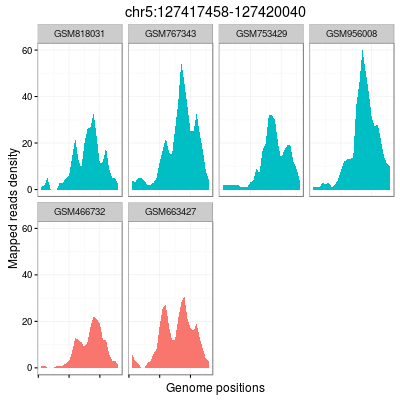 chr5:127417458-127420040
GSM818031 GSM767343 GSM753429 GSM956008
60
40
20
0
GSM466732 GSM663427
60
40
20
0
Mapped reads density
Genome positions